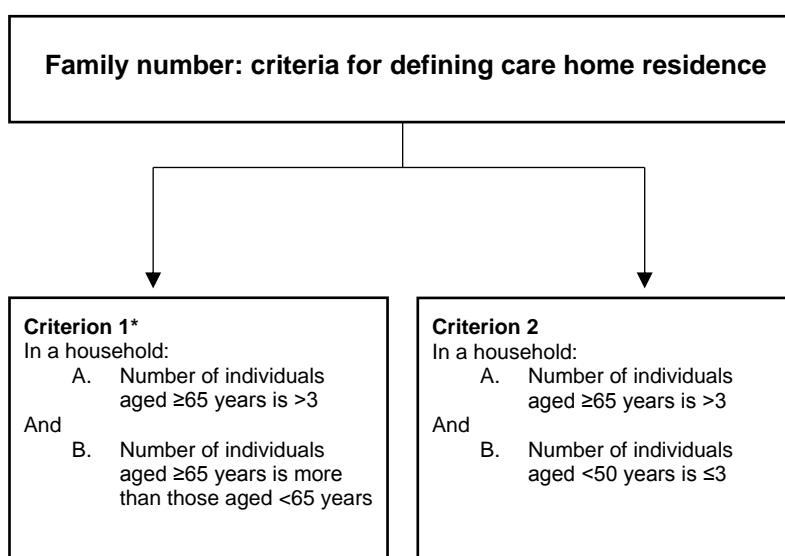 Family number: criteria for defining care home residence
Criterion 1*
In a household:
A. Number of individuals
aged ≥65 years is >3
And
B. Number of individuals
aged ≥65 years is more
than those aged <65 years
Criterion 2
In a household:
A. Number of individuals
aged ≥65 years is >3
And
B. Number of individuals
aged <50 years is ≤3